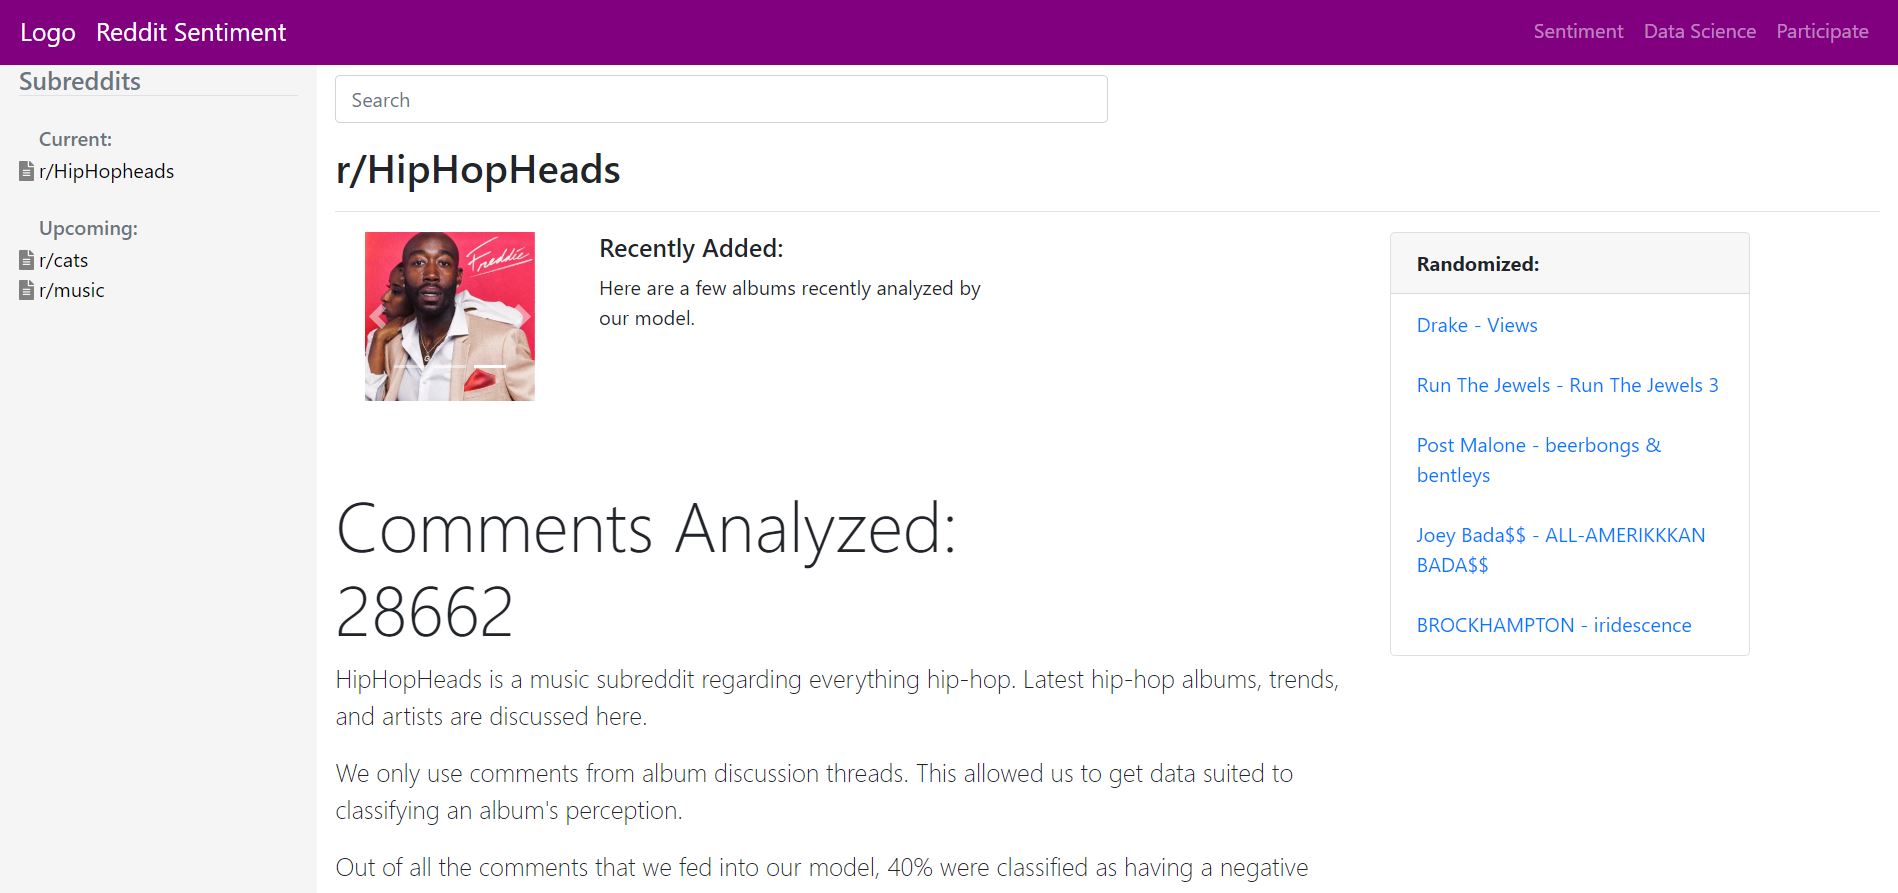 Logo Reddit Sentiment Sentiment Data Science Participate
Subreddits
Current:
r/HipHopheads
Upcoming:
r/cats
r/music
Search
r/HipHopHeads
Freddie
Recently Added:
Here are a few albums recently analyzed by
our model.
Comments Analyzed:
28662
HipHopHeads is a music subreddit regarding everything hip-hop. Latest hip-hop albums, trends,
and artists are discussed here.
We only use comments from album discussion threads. This allowed us to get data suited to
classifying an album's perception.
Out of all the comments that we fed into our model, 40% were classified as having a negative
Randomized:
Drake - Views
Run The Jewels - Run The Jewels 3
Post Malone - beerbongs &
bentleys
Joey Bada$$ - ALL-AMERIKKKAN
BADA$$
BROCKHAMPTON - iridescence